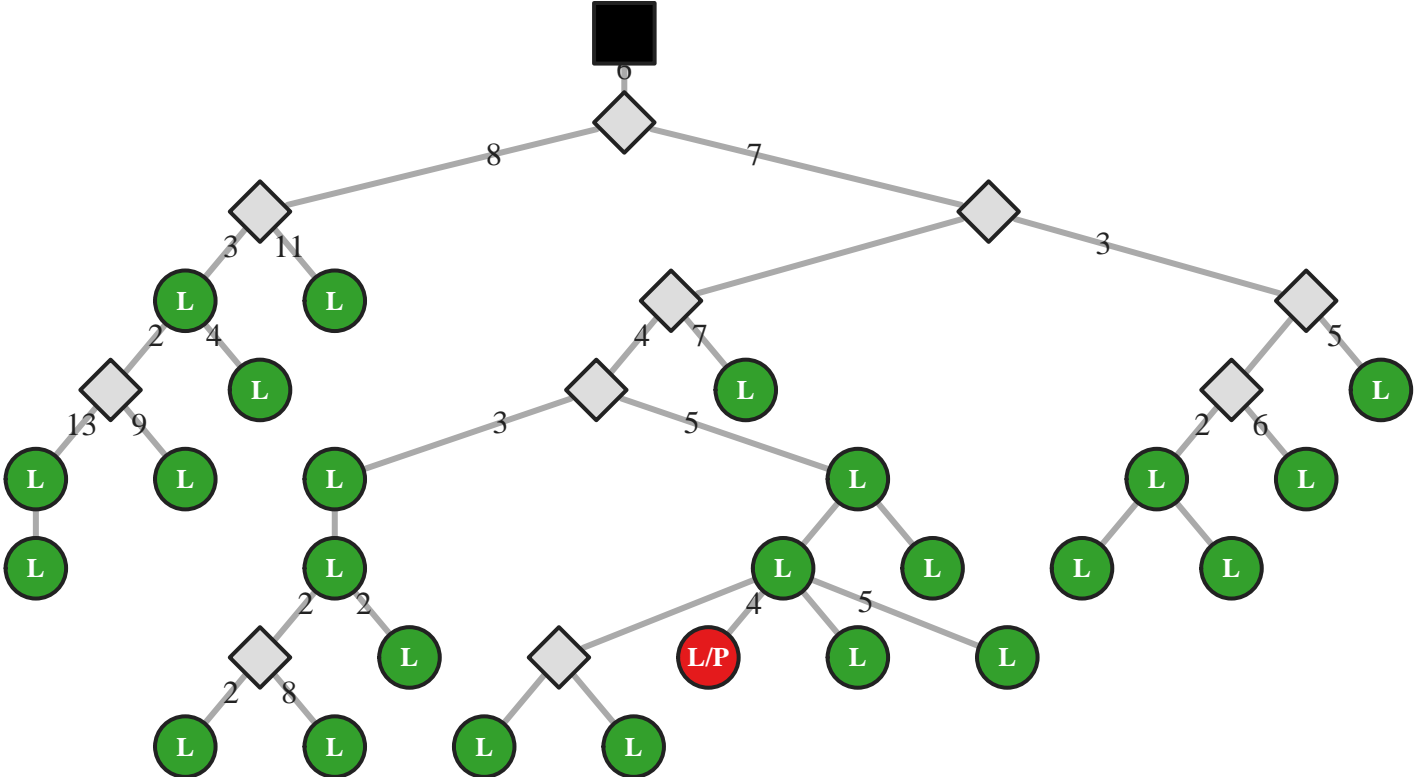 6
8 7
3 11 3
L L
2 4 4 7 5
L L L
13 9 3 5 2 6
L L L L L L
L L L L L L
2 2 4 5
L L/P L L
2 8
L L L L